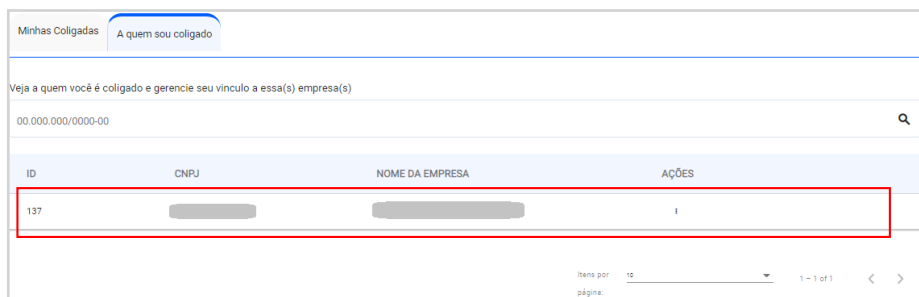 Minhas Coligadas A quem sou coligado
Veja a quem você é coligado e gerencie seu vinculo a essa(s) empresa(s)
00.000.000/0000-00
ID CNPJ NOME DA EMPRESA AÇÕES
137
Itens por página: 10 1 – 1 of 1